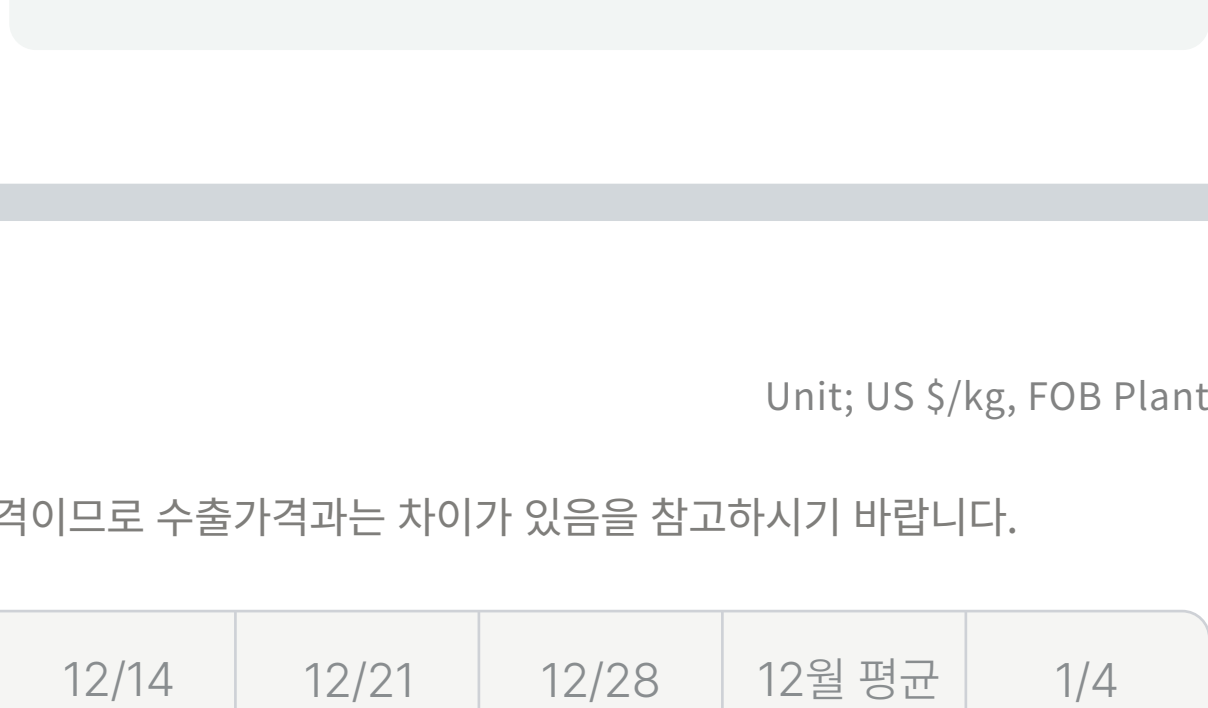 Unit; US $/kg, FOB Plant
격이므로 수출가격과는 차이가 있음을 참고하시기 바랍니다.
12/14 12/21 12/28 12월 평균 1/4